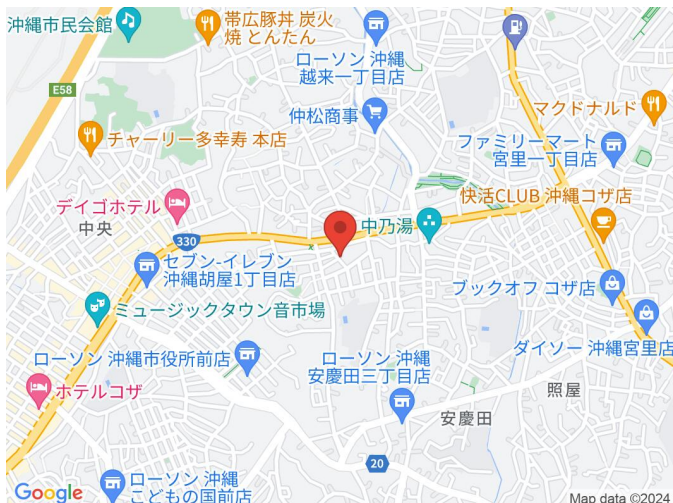 沖縄市民会館
帯広豚丼 炭火
焼 とんたん
ローソン 沖縄
越来一丁目店
E58
仲松商事
マクドナルド
チャーリー多幸寿 本店
ファミリーマート
宮里一丁目店
快活CLUB 沖縄コザ店
デイゴホテル
中央
中乃湯
330
セブン-イレブン
沖縄胡屋1丁目店
ブックオフ コザ店
ミュージックタウン音市場
ダイソー 沖縄宮里店
ローソン 沖縄市役所前店
ローソン 沖縄
安慶田三丁目店
照屋
ホテルコザ
安慶田
20
ローソン 沖縄
こどもの国前店
Google
Map data ©2024